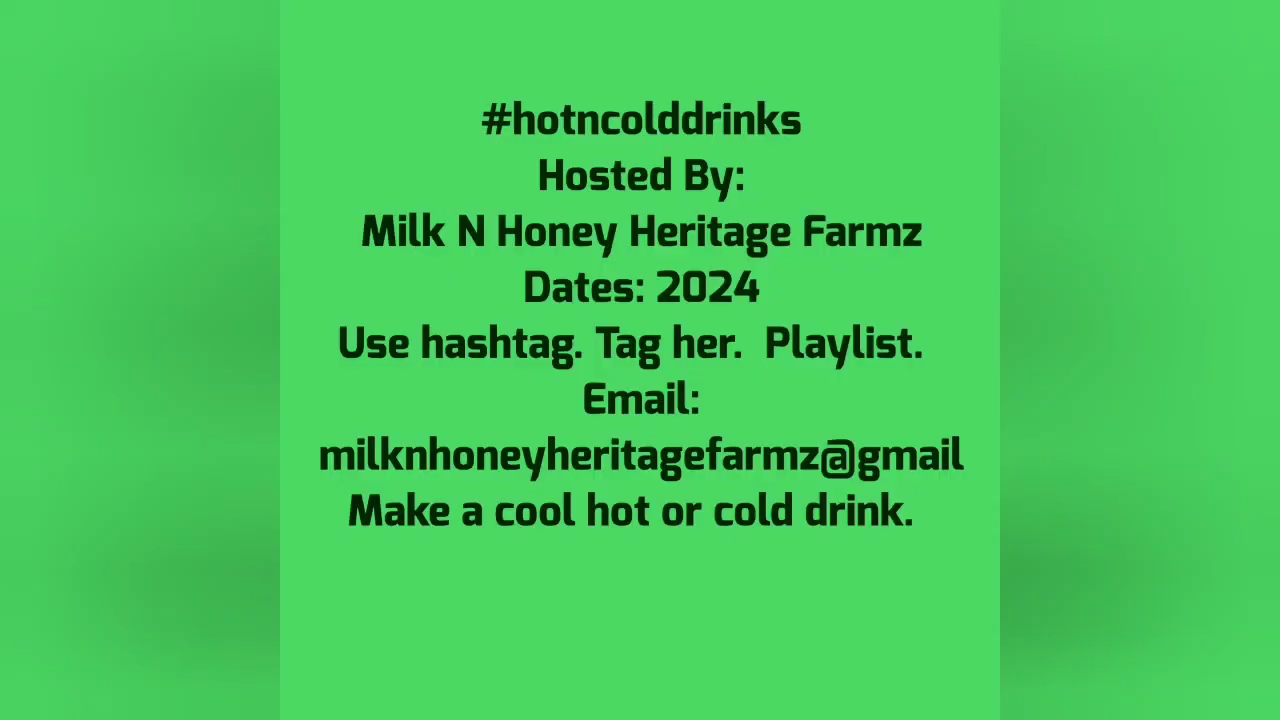 #hotncolddrinks
Hosted By:
Milk N Honey Heritage Farmz
Dates: 2024
Use hashtag. Tag her.  Playlist.
Email:
milknhoneyheritagefarmz@gmail
Make a cool hot or cold drink.